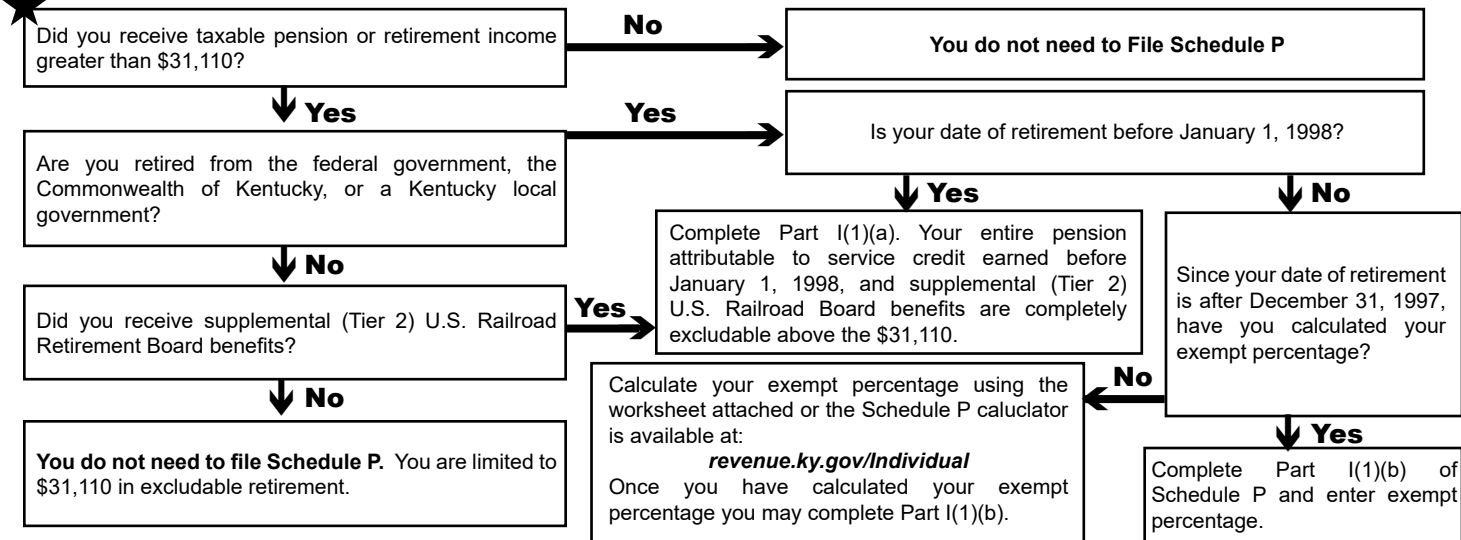 Did you receive taxable pension or retirement income
greater than $31,110?
No
You do not need to File Schedule P
Yes
Are you retired from the federal government, the
Commonwealth of Kentucky, or a Kentucky local
government?
Yes
Is your date of retirement before January 1, 1998?
Yes
No
Complete Part I(1)(a). Your entire pension
attributable to service credit earned before
January 1, 1998, and supplemental (Tier 2)
U.S. Railroad Board benefits are completely
excludable above the $31,110.
Since your date of retirement
is after December 31, 1997,
have you calculated your
exempt percentage?
No
Did you receive supplemental (Tier 2) U.S. Railroad
Retirement Board benefits?
Yes
No
You do not need to file Schedule P. You are limited to
$31,110 in excludable retirement.
No
Calculate your exempt percentage using the
worksheet attached or the Schedule P caluclator
is available at:
revenue.ky.gov/Individual
Once you have calculated your exempt
percentage you may complete Part I(1)(b).
Yes
Complete Part I(1)(b) of
Schedule P and enter exempt
percentage.